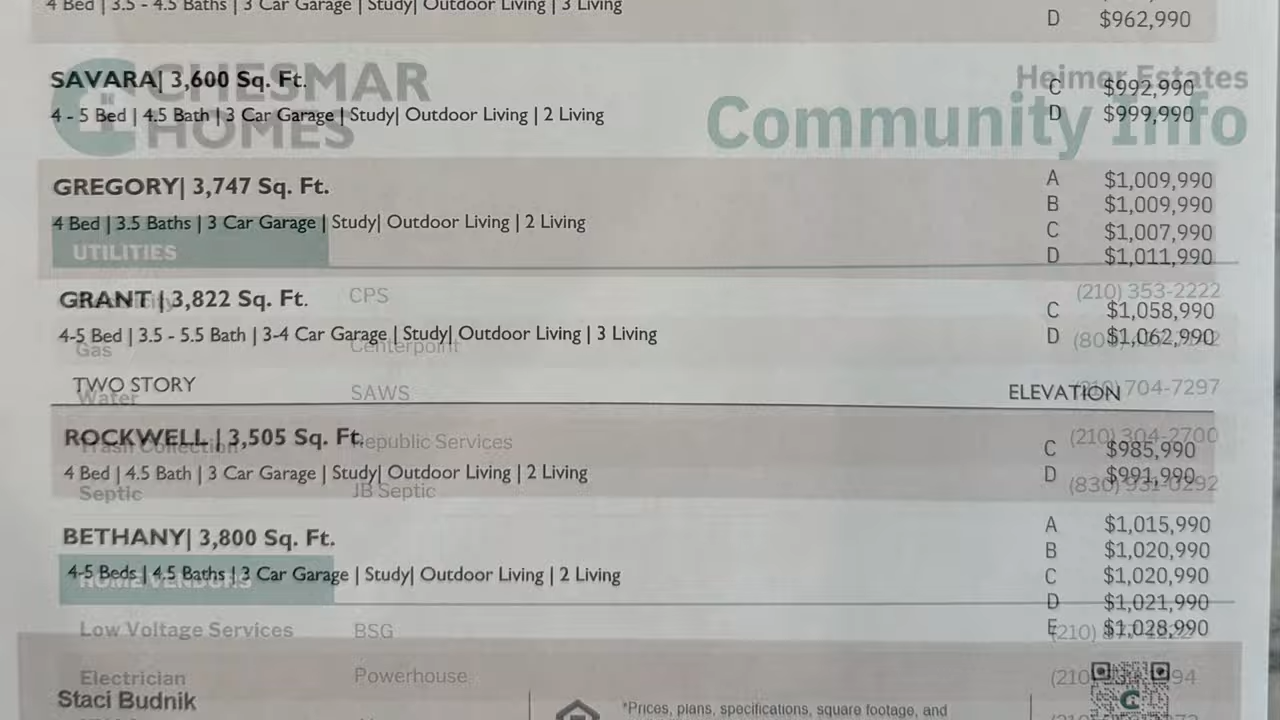 4 Bed | 3.5 - 4.5 Baths | 3 Car Garage | Study| Outdoor Living | 3 Living
D $962,990
CHESMAR HOMES
Heimer Estates
Community Info
SAVARA| 3,600 Sq. Ft.
C $992,990
4 - 5 Bed | 4.5 Bath | 3 Car Garage | Study| Outdoor Living | 2 Living
D $999,990
GREGORY| 3,747 Sq. Ft.
A $1,009,990
B $1,009,990
4 Bed | 3.5 Baths | 3 Car Garage | Study| Outdoor Living | 2 Living
C $1,007,990
D $1,011,990
UTILITIES
GRANT | 3,822 Sq. Ft.
CPS (210) 353-2222
C $1,058,990
4-5 Bed | 3.5 - 5.5 Bath | 3-4 Car Garage | Study| Outdoor Living | 3 Living
D $1,062,990
Gas Centerpoint
TWO STORY
ELEVATION
Water SAWS 704-7297
ROCKWELL | 3,505 Sq. Ft.
Trash Collection Republic Services (210) 304-2700
C $985,990
4 Bed | 4.5 Bath | 3 Car Garage | Study| Outdoor Living | 2 Living
D $991,990
Septic JB Septic (830) 931-0292
BETHANY| 3,800 Sq. Ft.
A $1,015,990
B $1,020,990
4-5 Beds | 4.5 Baths | 3 Car Garage | Study| Outdoor Living | 2 Living
C $1,020,990
HOME VENDORS
D $1,021,990
E $1,028,990
Low Voltage Services BSG (210)
Electrician Powerhouse (210
Staci Budnik
*Prices, plans, specifications, square footage, and